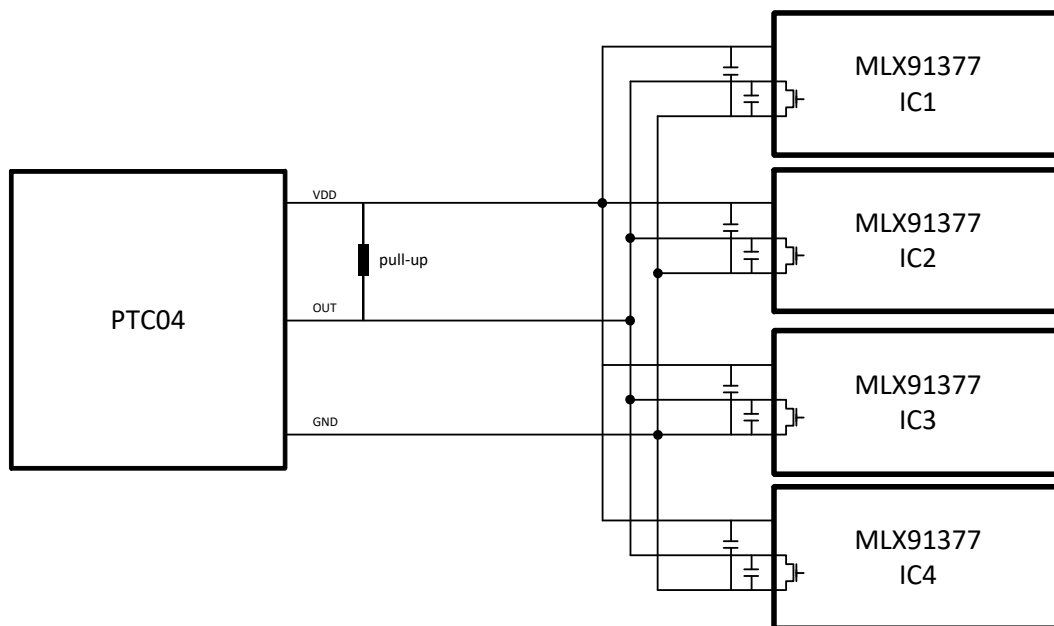 MLX91377
IC1
VDD
MLX91377
IC2
pull-up
PTC04
OUT
MLX91377
IC3
GND
MLX91377
IC4